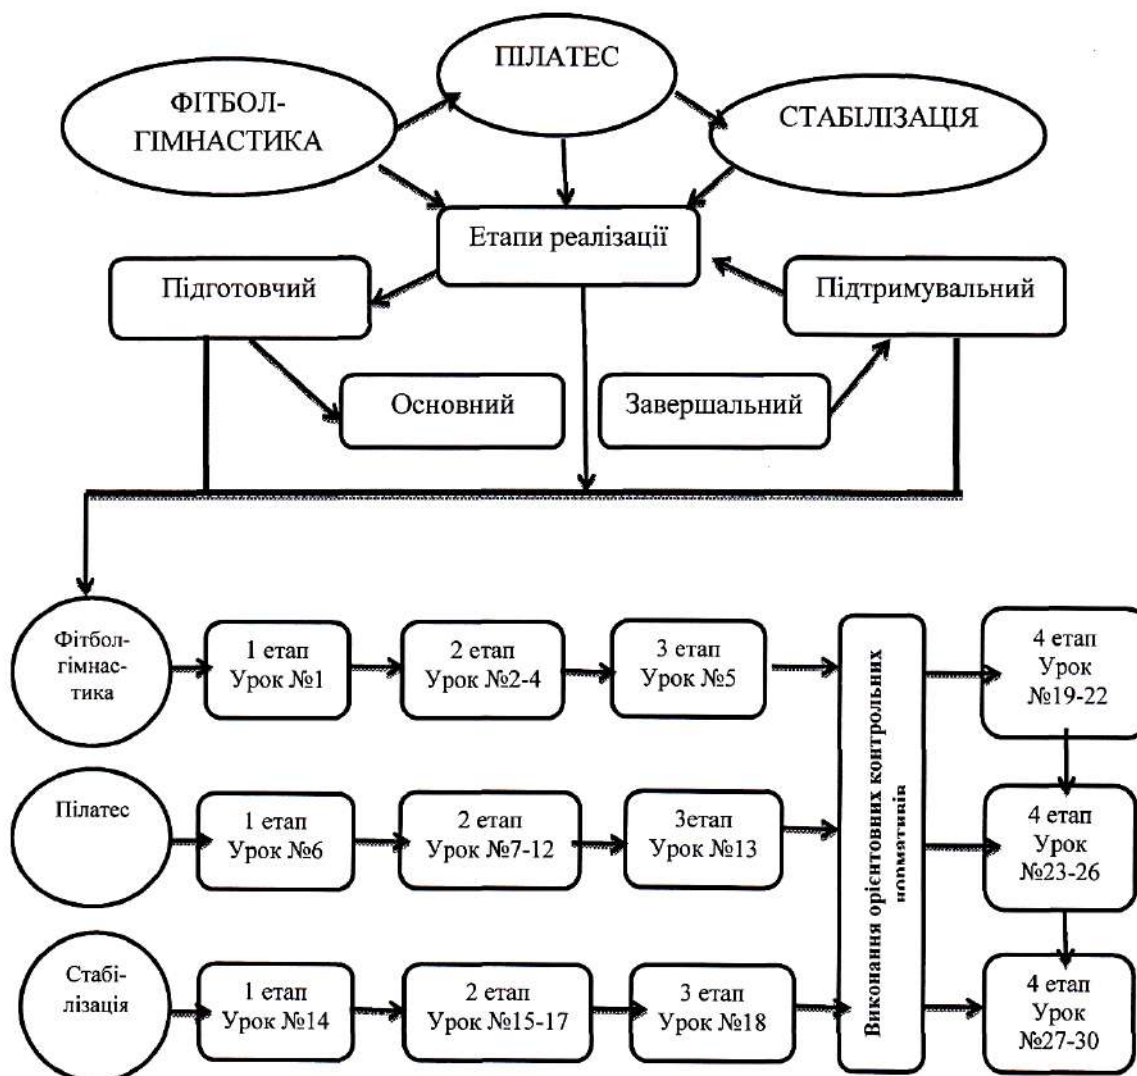 ПІЛАТЕС
ФІТБОЛ-
ГІМНАСТИКА
СТАБІЛІЗАЦІЯ
Етапи реалізації
Підготовчий
Підтримувальний
Основний
Завершальний
Фітбол-
гімнас-
тика
1 етап
Урок №1
2 етап
Урок №2-4
3 етап
Урок №5
4 етап
Урок
№19-22
Пілатес
1 етап
Урок №6
2 етап
Урок №7-12
3етап
Урок №13
4 етап
Урок
№23-26
Стабі-
лізація
1 етап
Урок №14
2 етап
Урок №15-17
3 етап
Урок №18
4 етап
Урок
№27-30
Виконання орієнтовних контрольних
нормативів